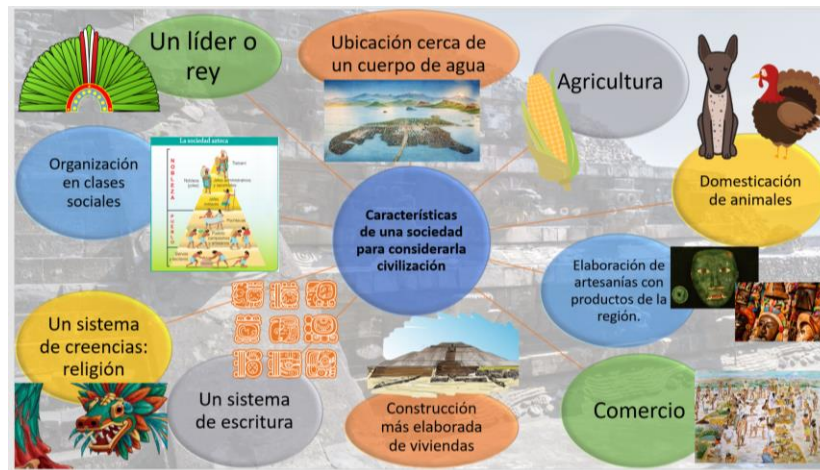 Un líder o
rey
Ubicación cerca de
un cuerpo de agua
Agricultura
Organización
en clases
sociales
La sociedad azteca
NOBLEZA
PUEBLO
Domesticación
de animales
Características
de una sociedad
para considerarla
civilización
Elaboración de
artesanías con
productos de la
región.
Un sistema
de creencias:
religión
Un sistema
de escritura
Construcción
más elaborada
de viviendas
Comercio